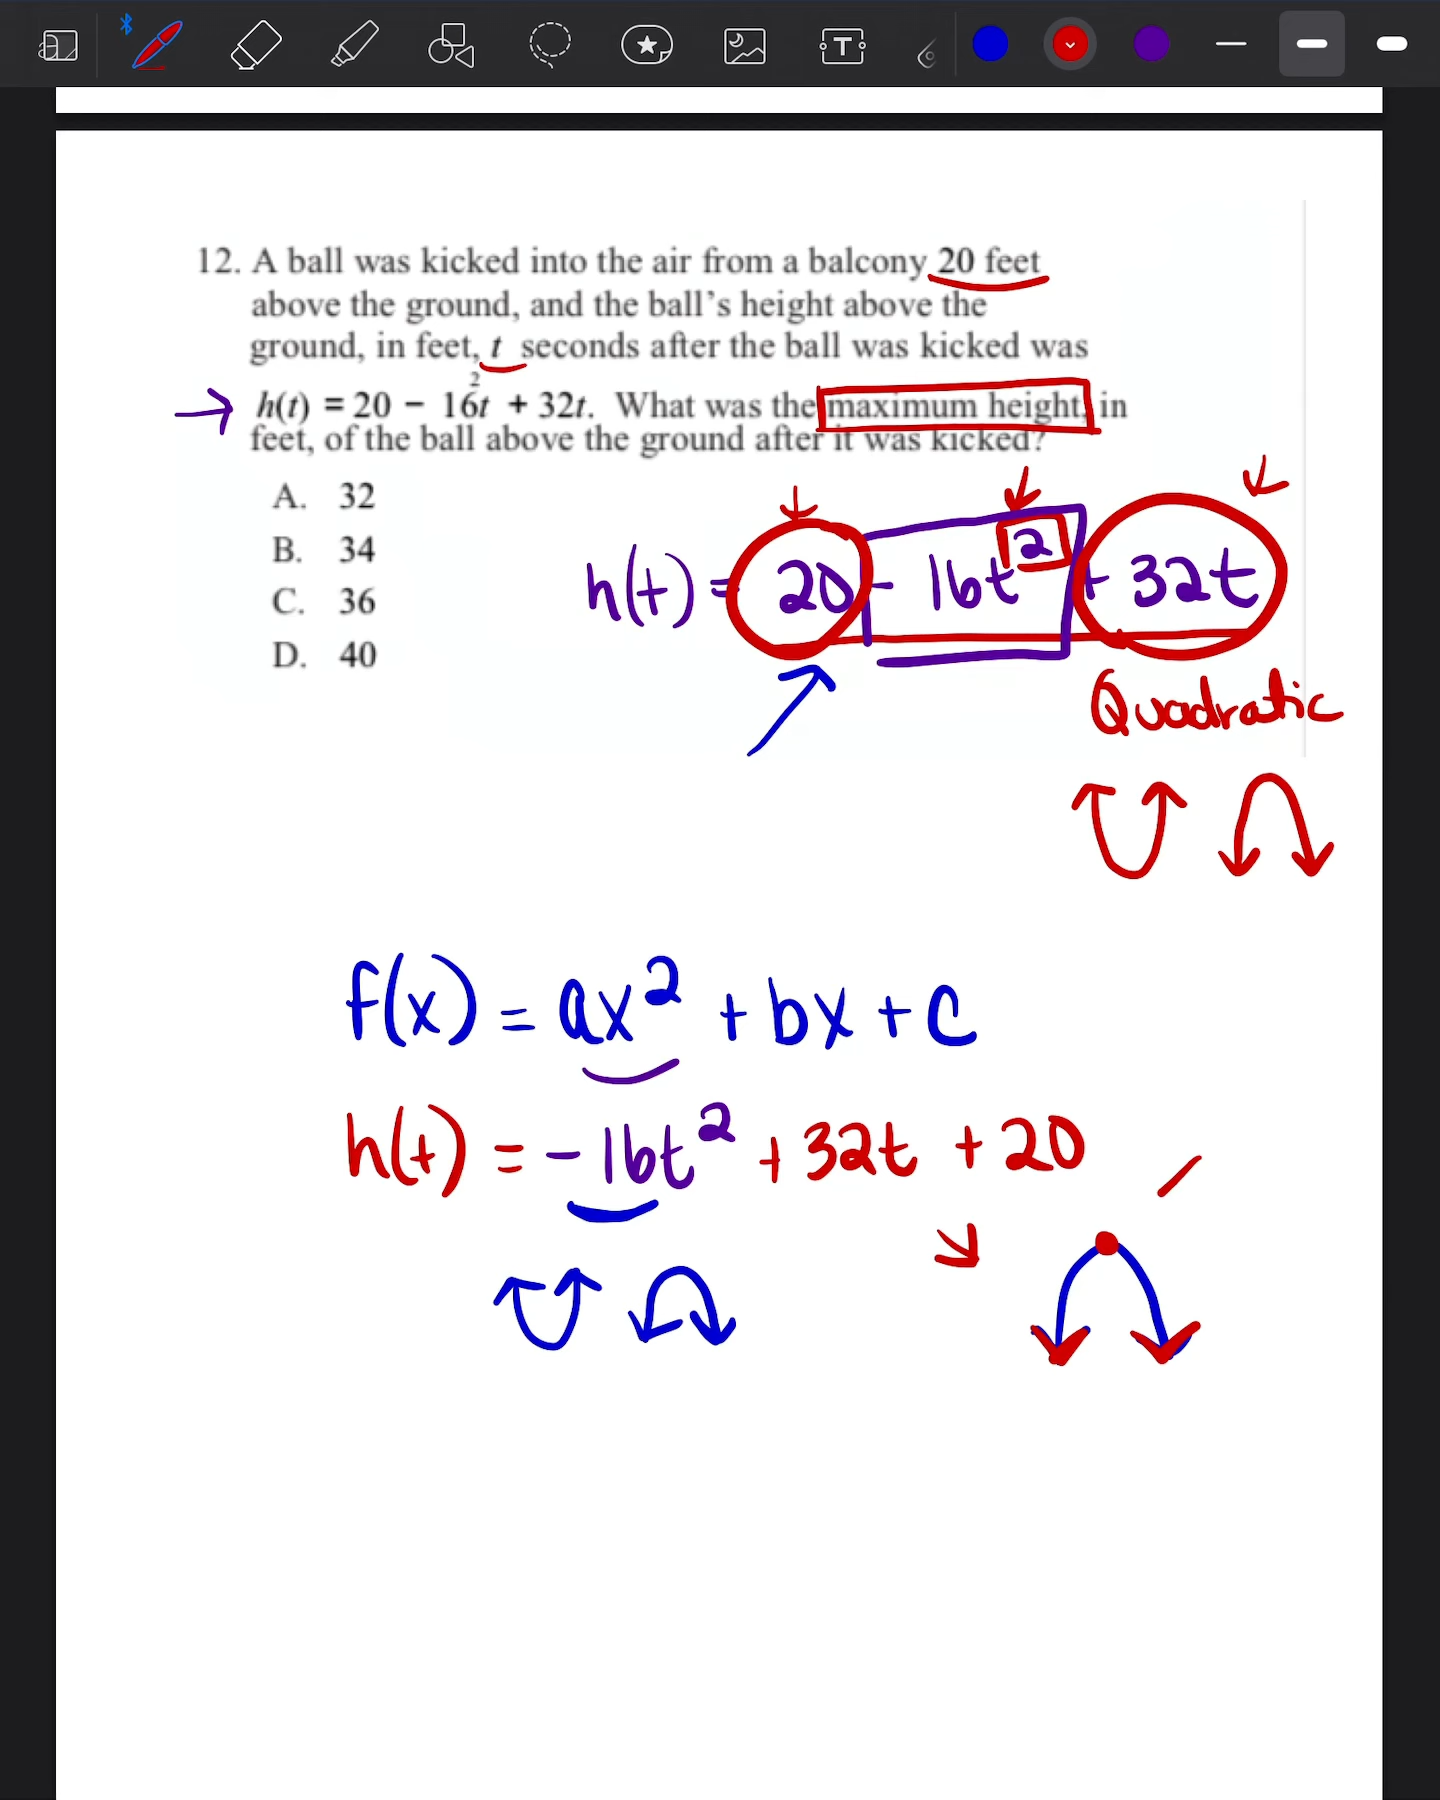 12. A ball was kicked into the air from a balcony 20 feet
above the ground, and the ball's height above the
ground, in feet, t seconds after the ball was kicked was
h(t) = 20 − 16t² + 32t. What was the maximum height, in
feet, of the ball above the ground after it was kicked?
A. 32
B. 34
C. 36
D. 40
h(t) = 20 - 16t² + 32t
Quadratic
f(x) = ax² + bx + c
h(t) = -16t² + 32t + 20